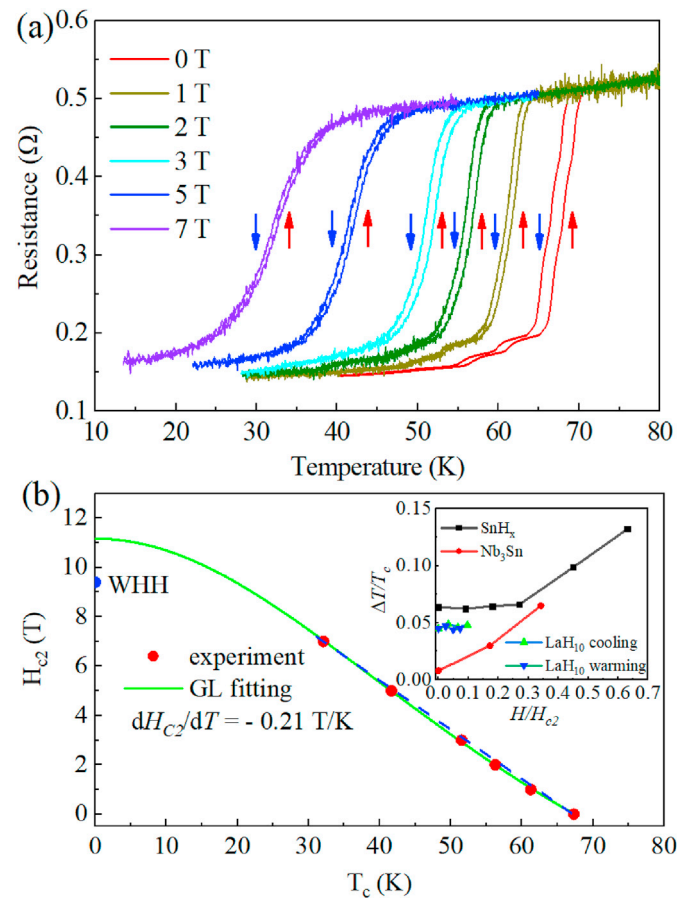 (a)
0.6
0.5
0.4
0.3
0.2
0.1
Resistance (Ω)
0 T
1 T
2 T
3 T
5 T
7 T
10 20 30 40 50 60 70 80
Temperature (K)
(b)
12
10
8
6
4
2
0
H_c2 (T)
WHH
experiment
GL fitting
dH_C2/dT = - 0.21 T/K
0 10 20 30 40 50 60 70 80
T_c (K)
0.15
0.10
0.05
0.00
ΔT/T_c
SnH_x
Nb_3Sn
LaH_10 cooling
LaH_10 warming
0.0 0.1 0.2 0.3 0.4 0.5 0.6 0.7
H/H_c2